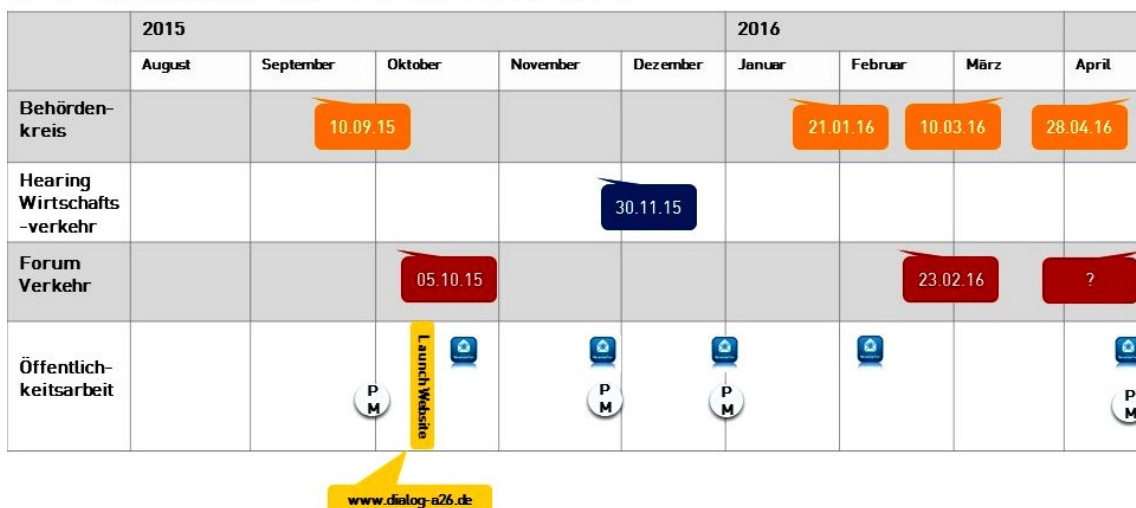 2015
2016
August
September
Oktober
November
Dezember
Januar
Februar
März
April
Behörden-
kreis
10.09.15
21.01.16
10.03.16
28.04.16
Hearing
Wirtschafts
-verkehr
30.11.15
Forum
Verkehr
05.10.15
23.02.16
?
Öffentlich-
keitsarbeit
Launch Website
P
M
P
M
P
M
P
M
www.dialog-a26.de